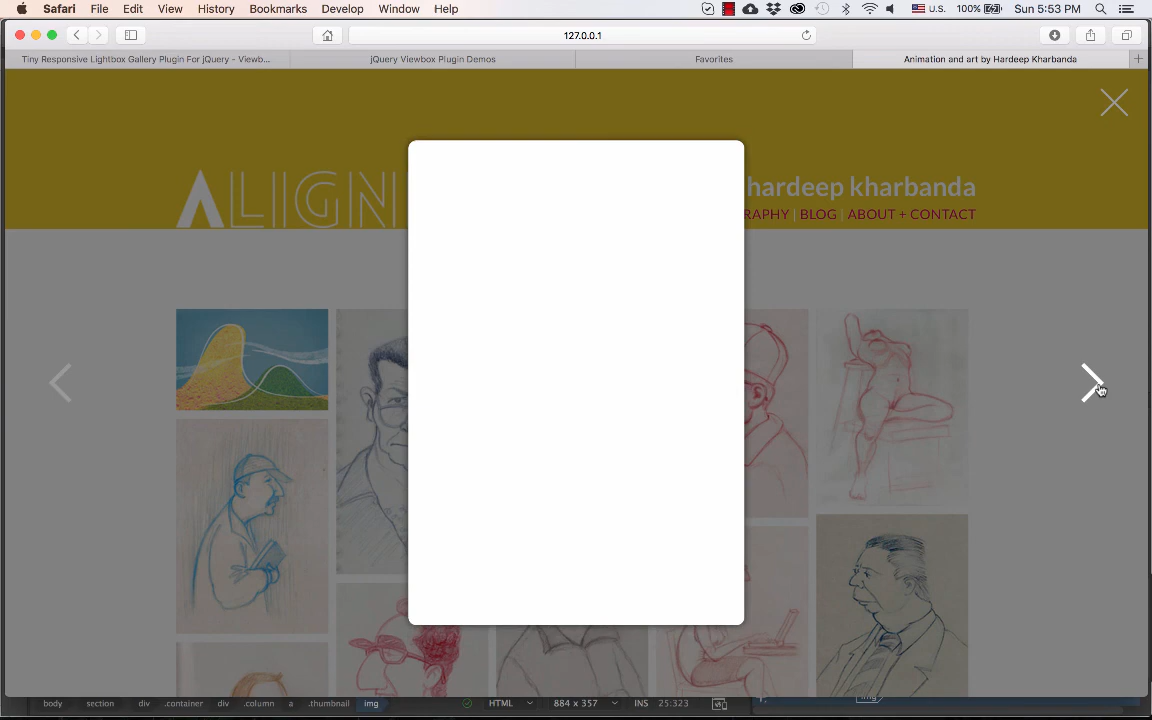 Safari File Edit View History Bookmarks Develop Window Help U.S. 100% Sun 5:53 PM
127.0.0.1
Tiny Responsive Lightbox Gallery Plugin For jQuery - Viewb... jQuery Viewbox Plugin Demos Favorites Animation and art by Hardeep Kharbanda
ALIGN hardeep kharbanda
RAPHY | BLOG | ABOUT + CONTACT
body section div .container div .column a .thumbnail img HTML 884 x 357 INS 25:323